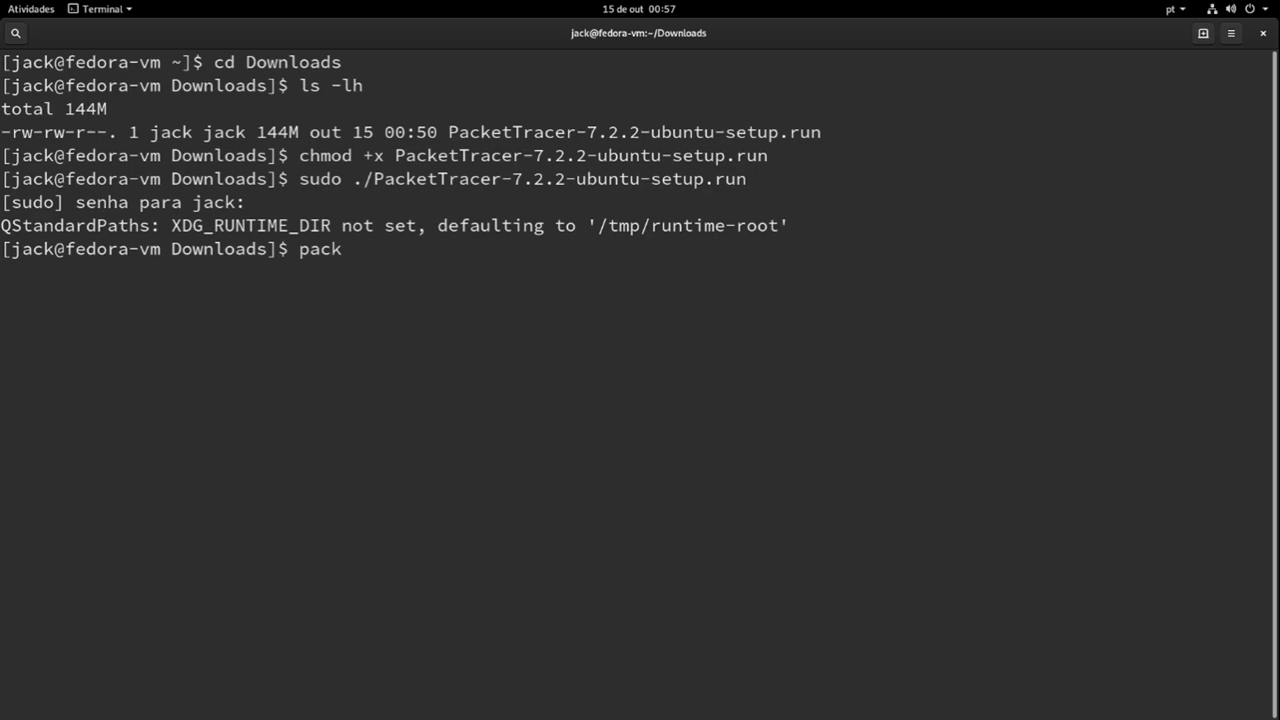 Atividades Terminal 15 de out 00:57 pt
jack@fedora-vm:~/Downloads
[jack@fedora-vm ~]$ cd Downloads
[jack@fedora-vm Downloads]$ ls -lh
total 144M
-rw-rw-r--. 1 jack jack 144M out 15 00:50 PacketTracer-7.2.2-ubuntu-setup.run
[jack@fedora-vm Downloads]$ chmod +x PacketTracer-7.2.2-ubuntu-setup.run
[jack@fedora-vm Downloads]$ sudo ./PacketTracer-7.2.2-ubuntu-setup.run
[sudo] senha para jack:
QStandardPaths: XDG_RUNTIME_DIR not set, defaulting to '/tmp/runtime-root'
[jack@fedora-vm Downloads]$ pack